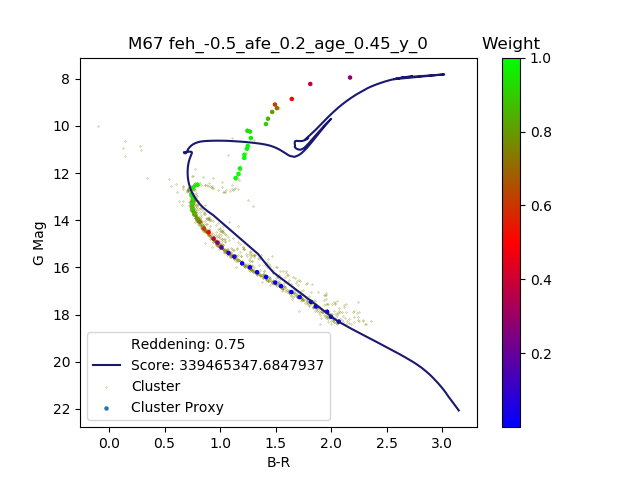 M67 feh_-0.5_afe_0.2_age_0.45_y_0
Weight
8
10
12
14
16
18
20
22
G Mag
0.0
0.5
1.0
1.5
2.0
2.5
3.0
B-R
Reddening: 0.75
Score: 339465347.6847937
Cluster
Cluster Proxy
1.0
0.8
0.6
0.4
0.2